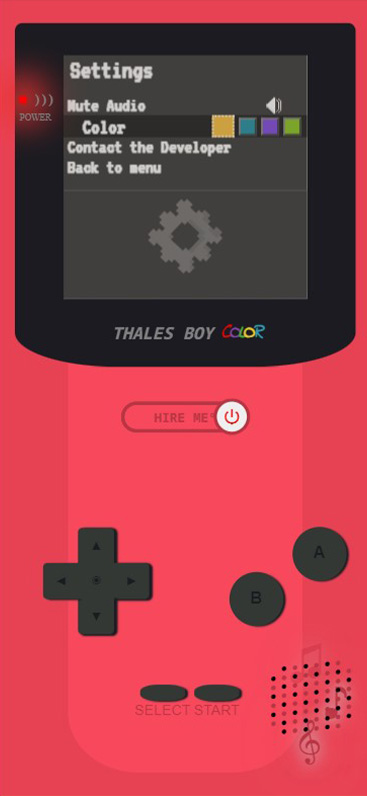 Settings
Mute Audio
Color
Contact the Developer
Back to menu
POWER
THALES BOY COLOR
HIRE ME
A
B
SELECT START